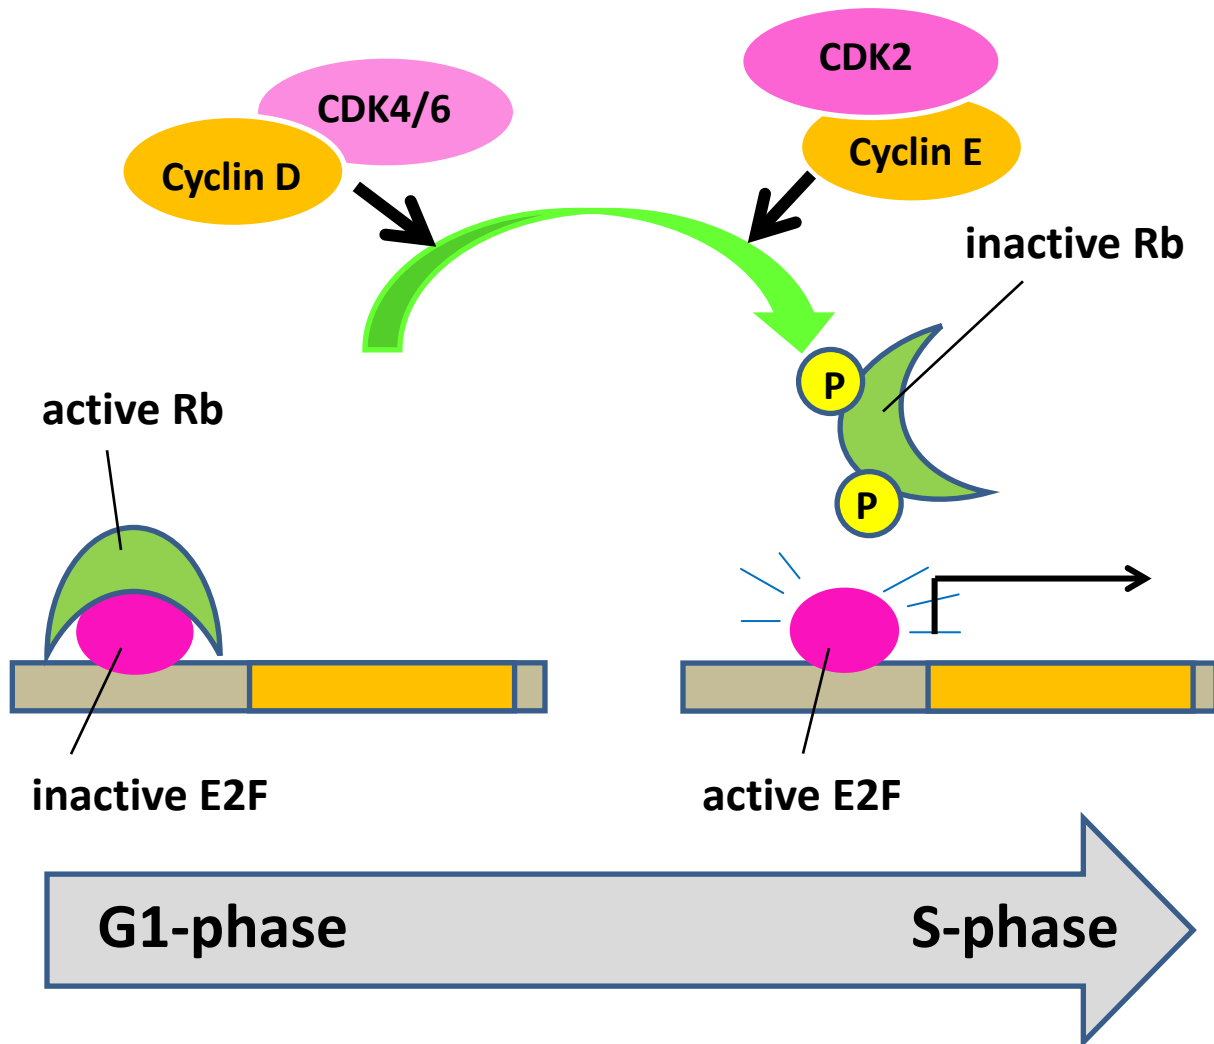 CDK2
CDK4/6
Cyclin D
Cyclin E
inactive Rb
P
active Rb
P
inactive E2F
active E2F
G1-phase
S-phase